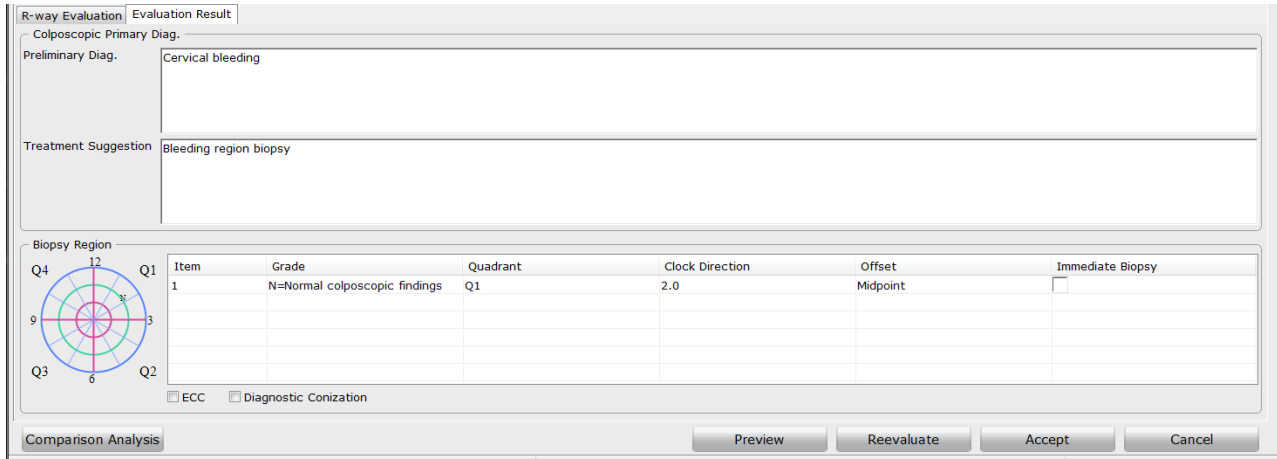 R-way Evaluation Evaluation Result
Colposcopic Primary Diag.
Preliminary Diag. Cervical bleeding
Treatment Suggestion Bleeding region biopsy
Biopsy Region
Q4 12 Q1
N
9 3
Q3 6 Q2
Item Grade Quadrant Clock Direction Offset Immediate Biopsy
1 N=Normal colposcopic findings Q1 2.0 Midpoint
ECC Diagnostic Conization
Comparison Analysis Preview Reevaluate Accept Cancel